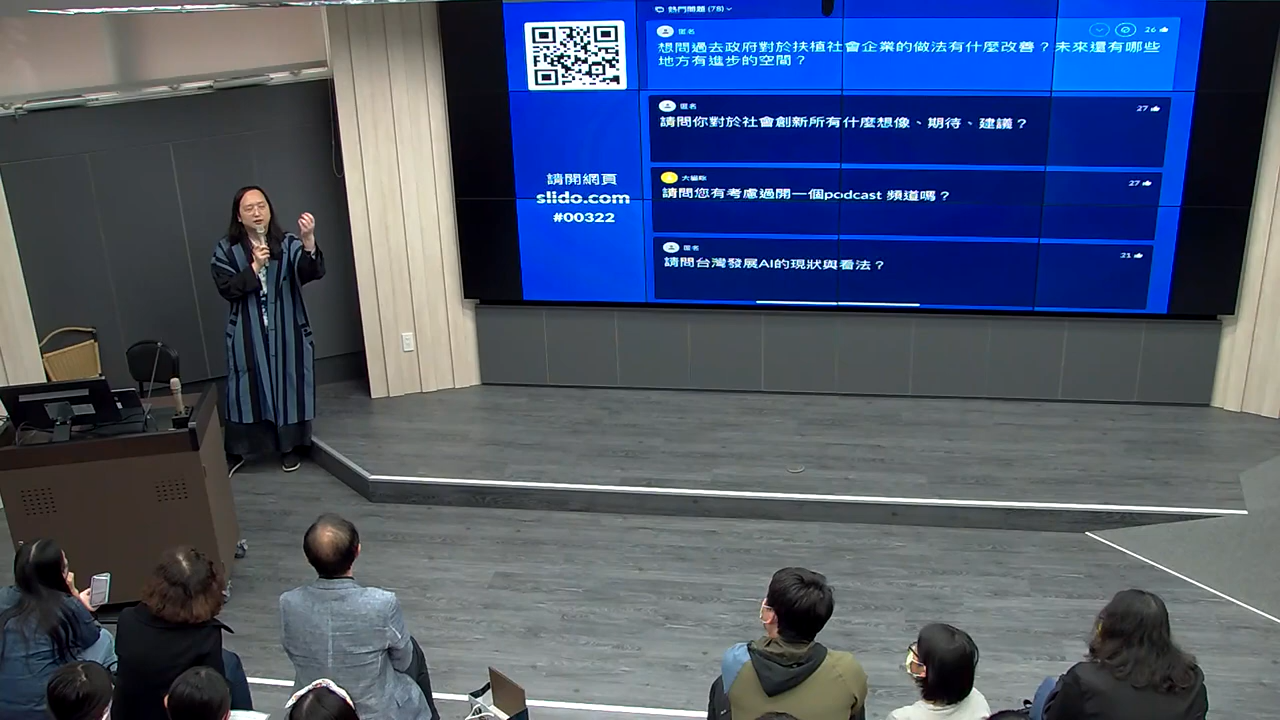 熱門問題 (78)
匿名
26
想問過去政府對於扶植社會企業的做法有什麼改善？未來還有哪些
地方有進步的空間？
匿名
27
請問你對於社會創新所有什麼想像、期待、建議？
請開網頁
slido.com
#00322
大貓咪
27
請問您有考慮過開一個podcast 頻道嗎？
匿名
21
請問台灣發展AI的現狀與看法？